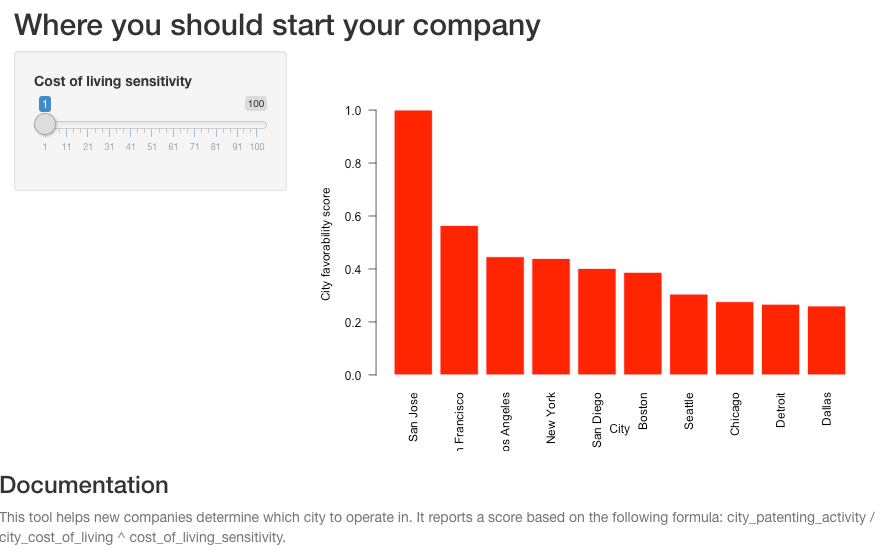 Where you should start your company
Cost of living sensitivity
1 100
1 11 21 31 41 51 61 71 81 91 100
City favorability score
1.0
0.8
0.6
0.4
0.2
0.0
San Jose
Francisco
Angeles
New York
San Diego
Boston
Seattle
Chicago
Detroit
Dallas
City
Documentation
This tool helps new companies determine which city to operate in. It reports a score based on the following formula: city_patenting_activity /
city_cost_of_living ^ cost_of_living_sensitivity.